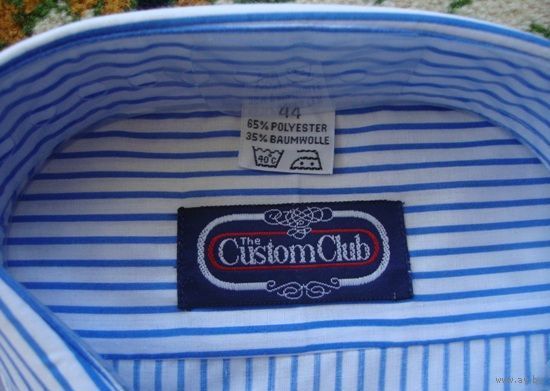 44
65% POLYESTER
35% BAUMWOLLE
40°C
The
Custom Club